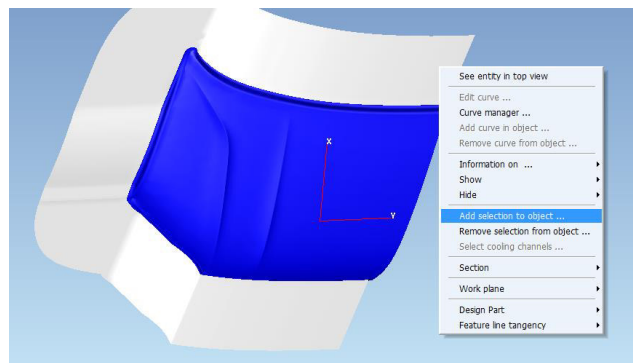 See entity in top view
Edit curve ...
Curve manager ...
Add curve in object ...
Remove curve from object ...
Information on ...
Show
Hide
Add selection to object ...
Remove selection from object ...
Select cooling channels ...
Section
Work plane
Design Part
Feature line tangency
X
Y